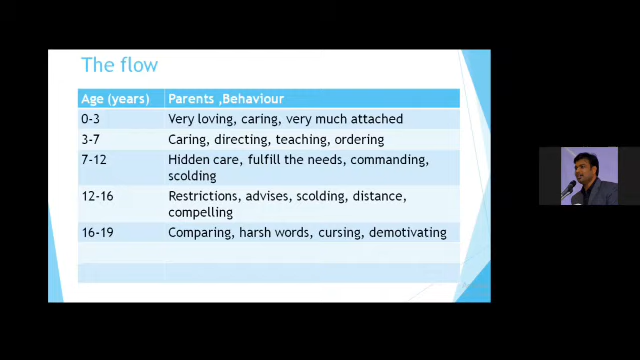 The flow
Age (years) Parents ,Behaviour
0-3 Very loving, caring, very much attached
3-7 Caring, directing, teaching, ordering
7-12 Hidden care, fulfill the needs, commanding,
scolding
12-16 Restrictions, advises, scolding, distance,
compelling
16-19 Comparing, harsh words, cursing, demotivating